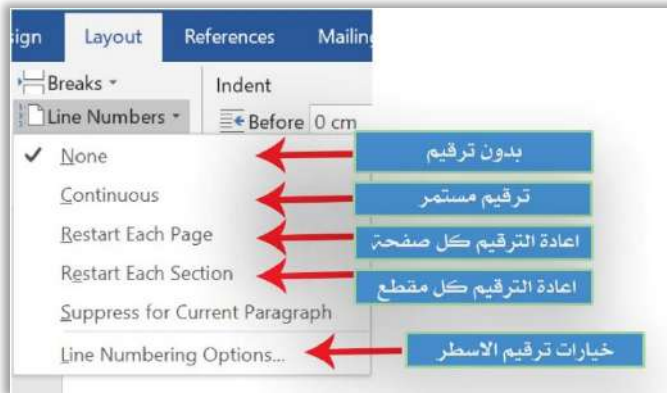 sign Layout References Mailing
Breaks Indent
Line Numbers Before 0 cm
None بدون ترقيم
Continuous ترقيم مستمر
Restart Each Page اعادة الترقيم كل صفحة
Restart Each Section اعادة الترقيم كل مقطع
Suppress for Current Paragraph
Line Numbering Options... خيارات ترقيم الاسطر